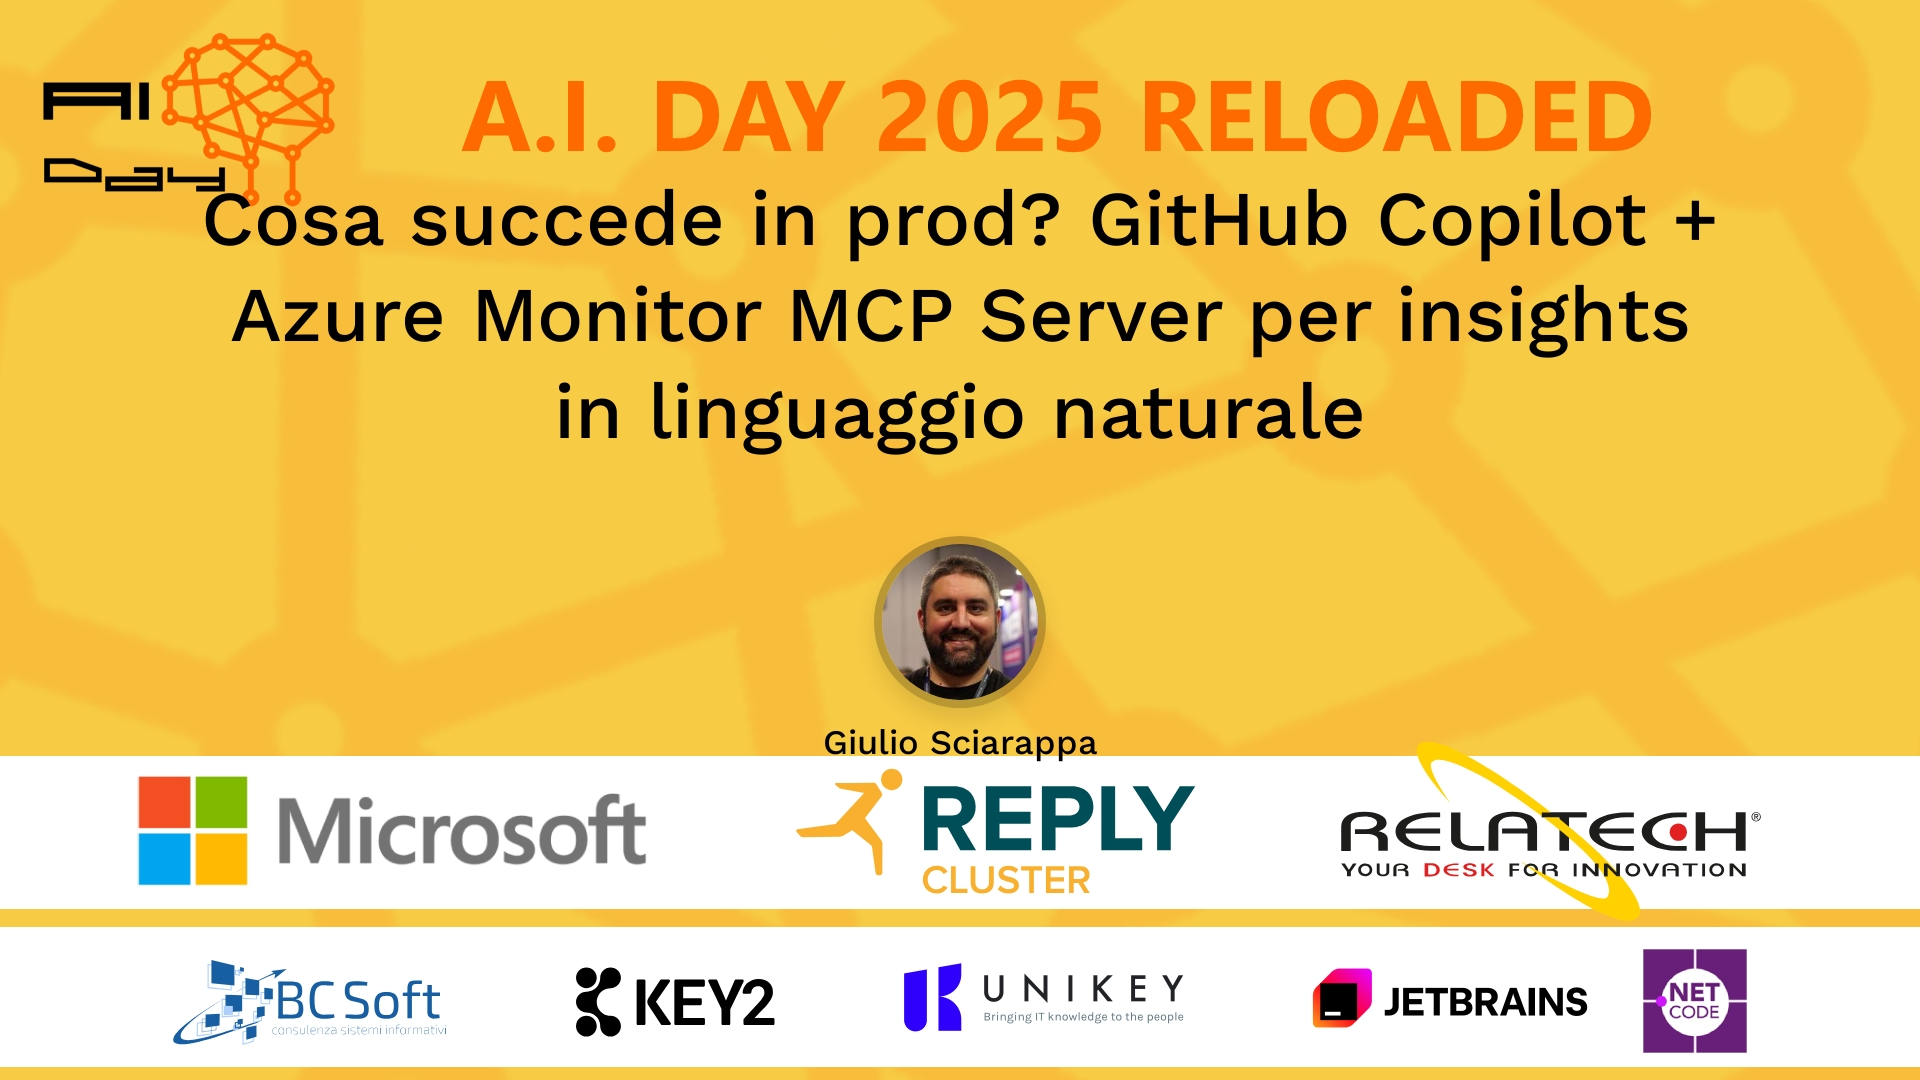 AI
Day
A.I. DAY 2025 RELOADED
Cosa succede in prod? GitHub Copilot +
Azure Monitor MCP Server per insights
in linguaggio naturale
Giulio Sciarappa
Microsoft
REPLY
CLUSTER
RELATECH®
YOUR DESK FOR INNOVATION
BC Soft
consulenza sistemi informativi
KEY2
UNIKEY
Bringing IT knowledge to the people
JETBRAINS
NET
CODE